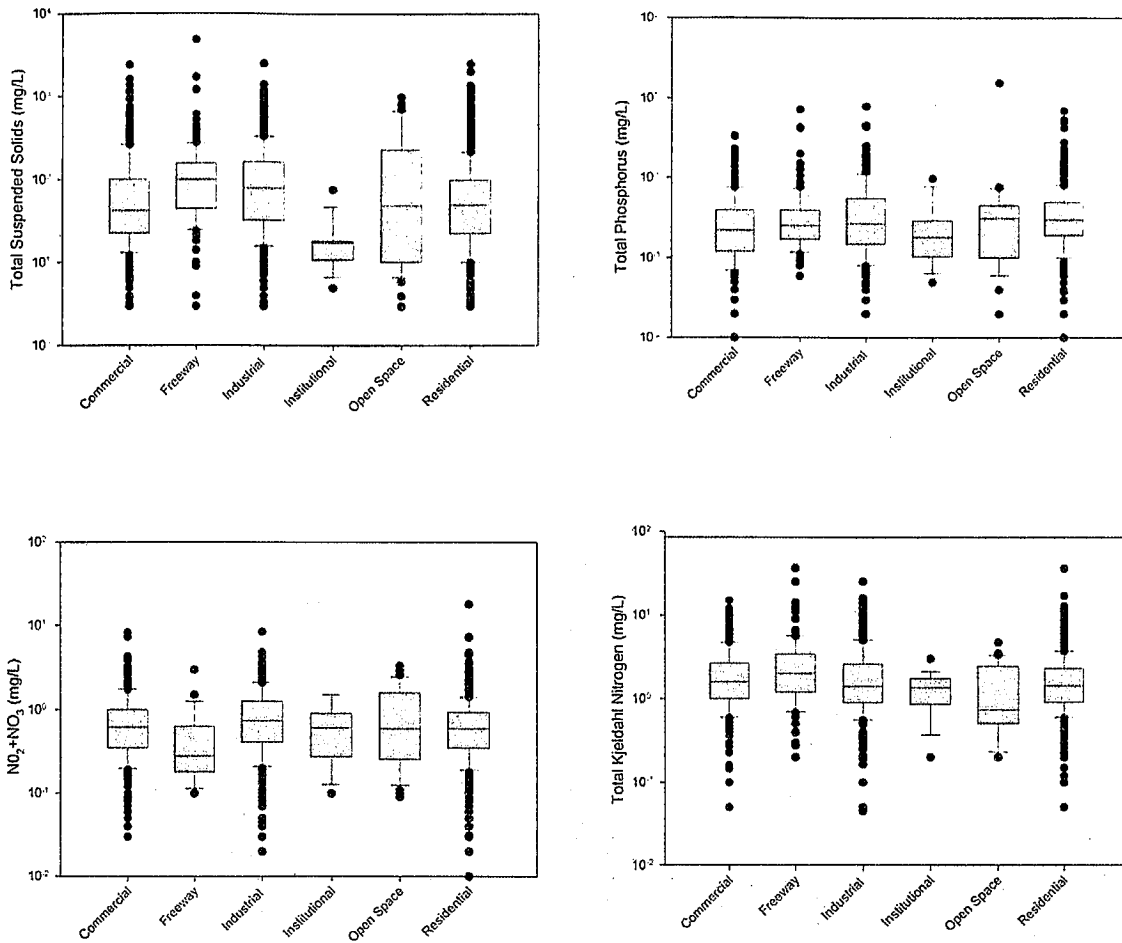 Total Suspended Solids (mg/L)
10⁴
Commercial
Freeway
Industrial
Institutional
Open Space
Residential
Total Phosphorus (mg/L)
Commercial
Freeway
Industrial
Institutional
Open Space
Residential
N0₂+NO₃ (mg/L)
10²
10¹
10⁰
10⁻¹
10⁻²
Commercial
Freeway
Industrial
Institutional
Open Space
Residential
Total Kjeldahl Nitrogen (mg/L)
10²
10¹
10⁰
10⁻¹
10⁻²
Commercial
Freeway
Industrial
Institutional
Open Space
Residential